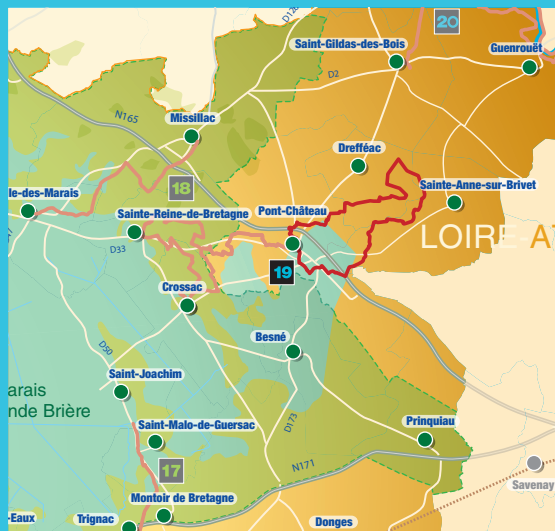 20
D126
Saint-Gildas-des-Bois
Guenrouët
D2
N165
Missillac
Drefféac
18
le-des-Marais
Sainte-Anne-sur-Brivet
Sainte-Reine-de-Bretagne
Pont-Château
LOIRE-AT
D33
19
Crossac
Besné
D50
Saint-Joachim
arais
nde Brière
Saint-Malo-de-Guersac
D173
Prinquiau
17
N171
Savenay
Montoir de Bretagne
-Eaux
Trignac
Donges